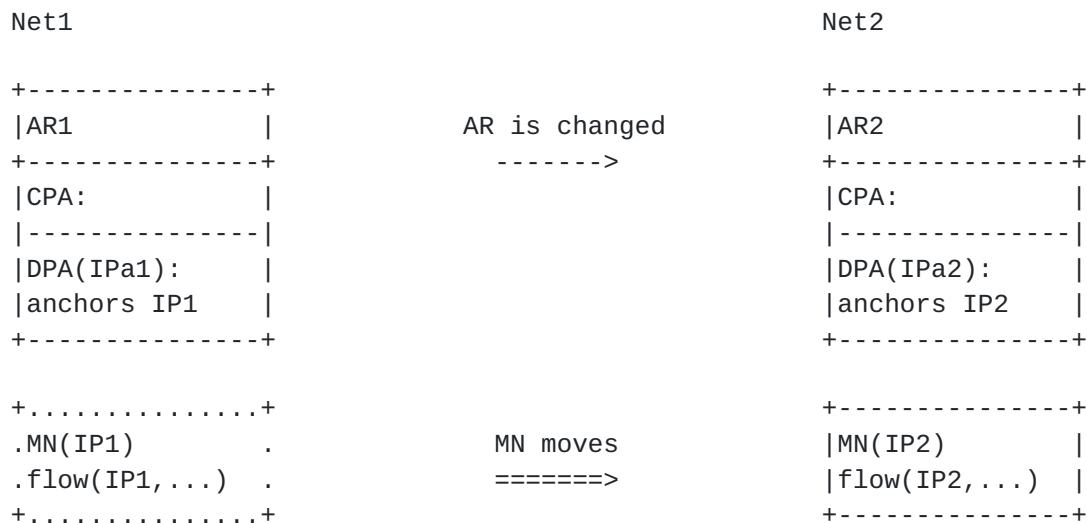 Net1                                                Net2

+---------------+                                   +---------------+
|AR1            |            AR is changed          |AR2            |
+---------------+              ------->             +---------------+
|CPA:           |                                   |CPA:           |
|---------------|                                   |---------------|
|DPA(IPa1):     |                                   |DPA(IPa2):     |
|anchors IP1    |                                   |anchors IP2    |
+---------------+                                   +---------------+

+...............+                                   +---------------+
.MN(IP1)        .              MN moves             |MN(IP2)        |
.flow(IP1,...)  .              =======>             |flow(IP2,...)  |
+...............+                                   +---------------+